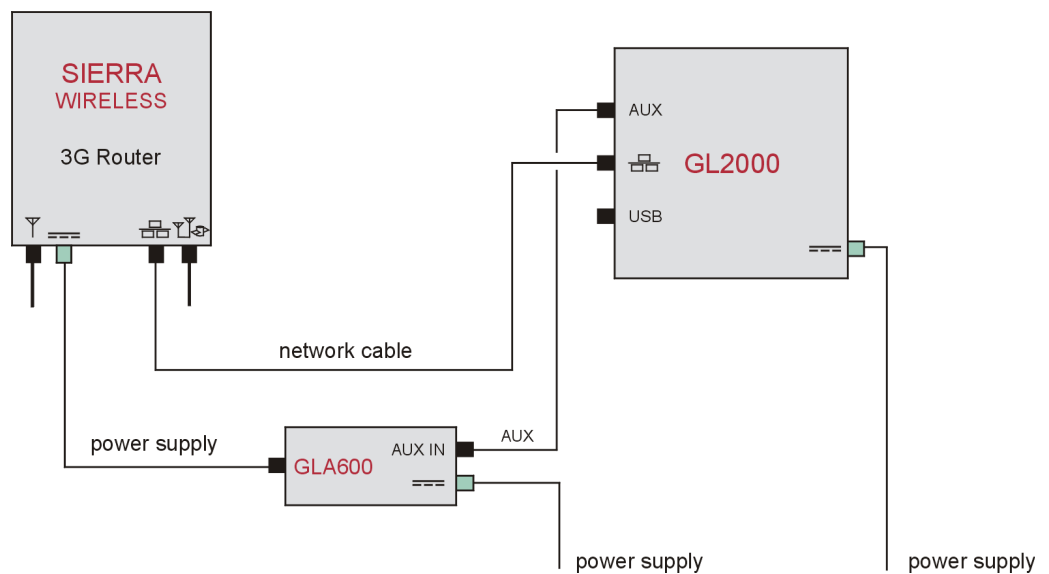 SIERRA
WIRELESS
3G Router
AUX
GL2000
USB
network cable
power supply
AUX IN
AUX
GLA600
power supply
power supply